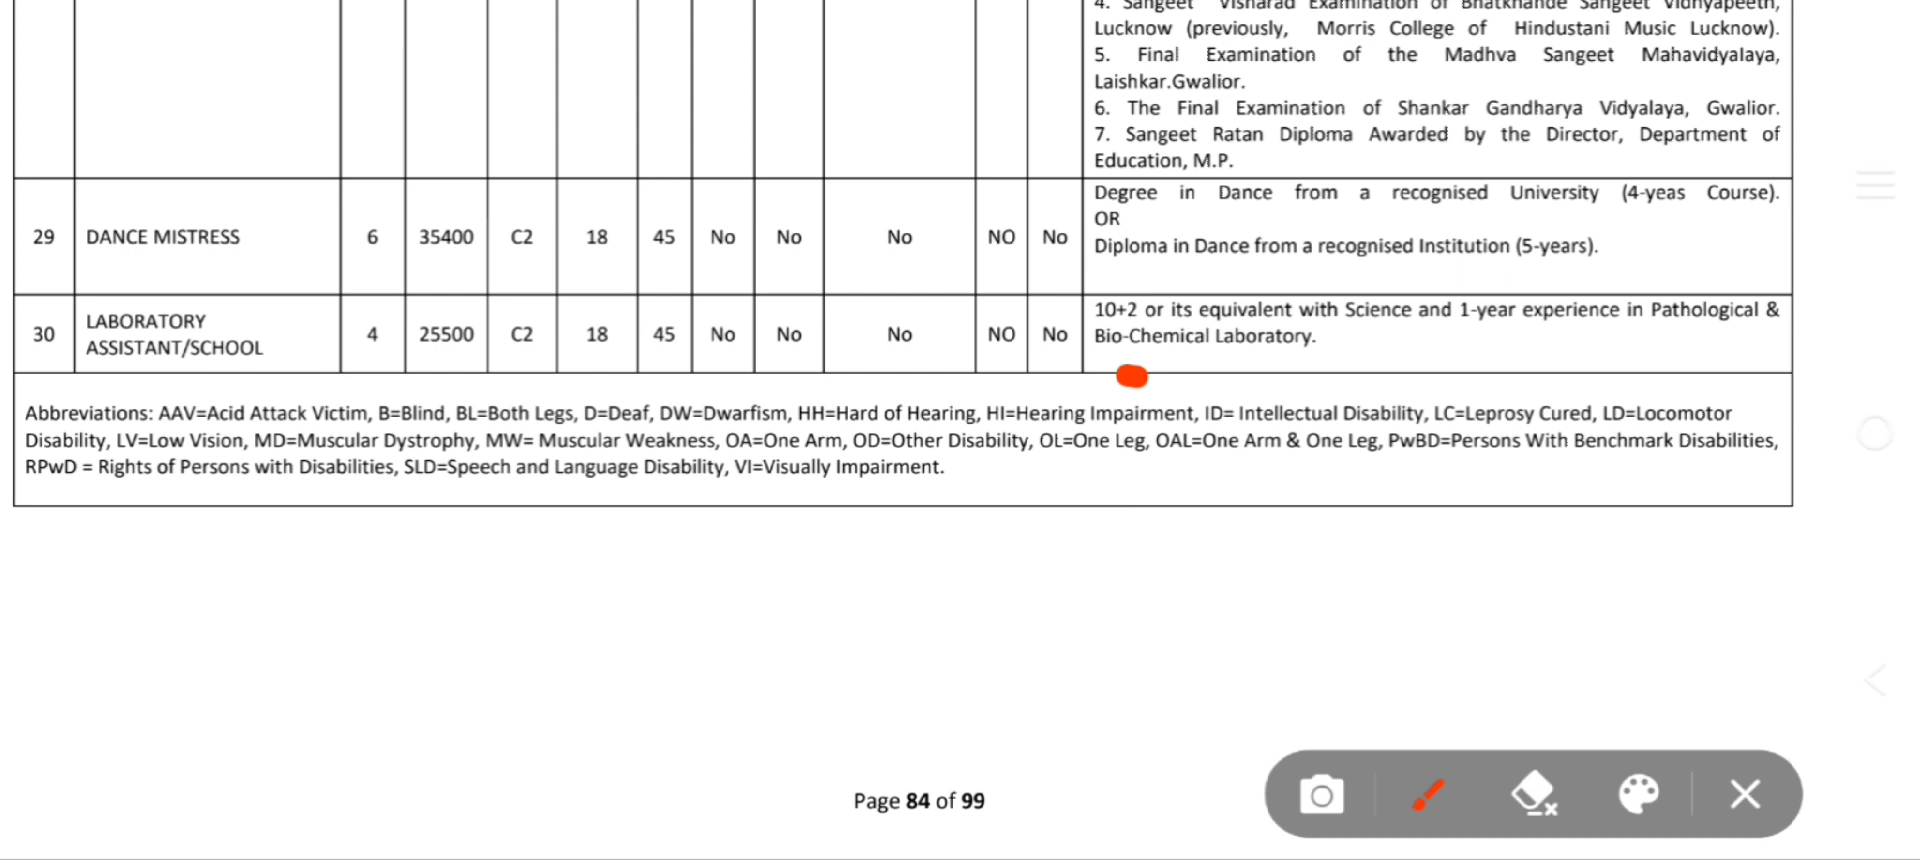 4. Sangeet Visharad Examination of Bhatkhande Sangeet Vidhyapeeth,
Lucknow (previously, Morris College of Hindustani Music Lucknow).
5. Final Examination of the Madhva Sangeet Mahavidyalaya,
Laishkar.Gwalior.
6. The Final Examination of Shankar Gandharya Vidyalaya, Gwalior.
7. Sangeet Ratan Diploma Awarded by the Director, Department of
Education, M.P.
29 DANCE MISTRESS 6 35400 C2 18 45 No No No NO No
Degree in Dance from a recognised University (4-yeas Course).
OR
Diploma in Dance from a recognised Institution (5-years).
30 LABORATORY
ASSISTANT/SCHOOL 4 25500 C2 18 45 No No No NO No
10+2 or its equivalent with Science and 1-year experience in Pathological &
Bio-Chemical Laboratory.
Abbreviations: AAV=Acid Attack Victim, B=Blind, BL=Both Legs, D=Deaf, DW=Dwarfism, HH=Hard of Hearing, HI=Hearing Impairment, ID= Intellectual Disability, LC=Leprosy Cured, LD=Locomotor
Disability, LV=Low Vision, MD=Muscular Dystrophy, MW= Muscular Weakness, OA=One Arm, OD=Other Disability, OL=One Leg, OAL=One Arm & One Leg, PwBD=Persons With Benchmark Disabilities,
RPwD = Rights of Persons with Disabilities, SLD=Speech and Language Disability, VI=Visually Impairment.
Page 84 of 99